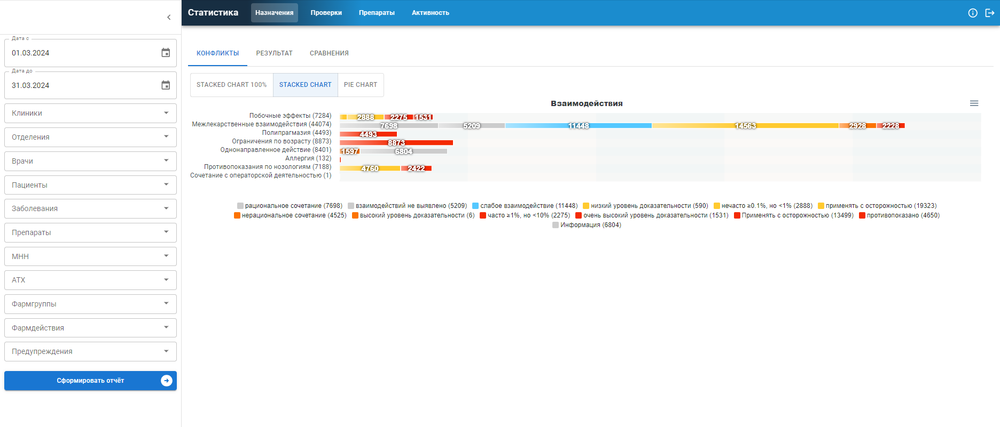 Статистика
Назначения
Проверки
Препараты
Активность
Дата с
01.03.2024
Дата до
31.03.2024
Клиники
Отделения
Врачи
Пациенты
Заболевания
Препараты
МНН
АТХ
Фармгруппы
Фармдействия
Предупреждения
Сформировать отчёт
КОНФЛИКТЫ
РЕЗУЛЬТАТ
СРАВНЕНИЯ
STACKED CHART 100%
STACKED CHART
PIE CHART
Взаимодействия
Побочные эффекты (7284)
2888 2275 1531
Межлекарственные взаимодействия (44074)
7698 5209 11448 14563 2928 2228
Полипрагмазия (4493)
4493
Ограничения по возрасту (8873)
8873
Однонаправленное действие (8401)
1597 6804
Аллергия (132)
Противопоказания по нозологиям (7188)
4760 2422
Сочетание с операторской деятельностью (1)
рациональное сочетание (7698) взаимодействий не выявлено (5209) слабое взаимодействие (11448) низкий уровень доказательности (590) нечасто ≥0.1%, но <1% (2888) применять с осторожностью (19323)
нерациональное сочетание (4525) высокий уровень доказательности (6) часто ≥1%, но <10% (2275) очень высокий уровень доказательности (1531) Применять с осторожностью (13499) противопоказано (4650)
Информация (6804)